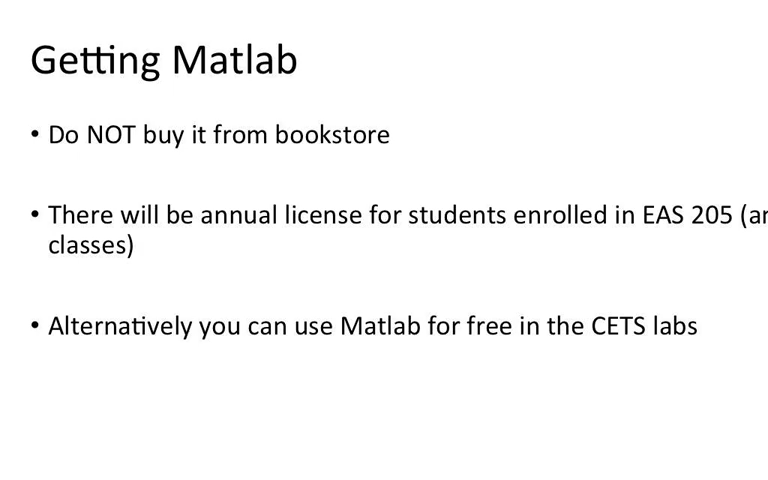 Getting Matlab
• Do NOT buy it from bookstore
• There will be annual license for students enrolled in EAS 205 (
classes)
• Alternatively you can use Matlab for free in the CETS labs